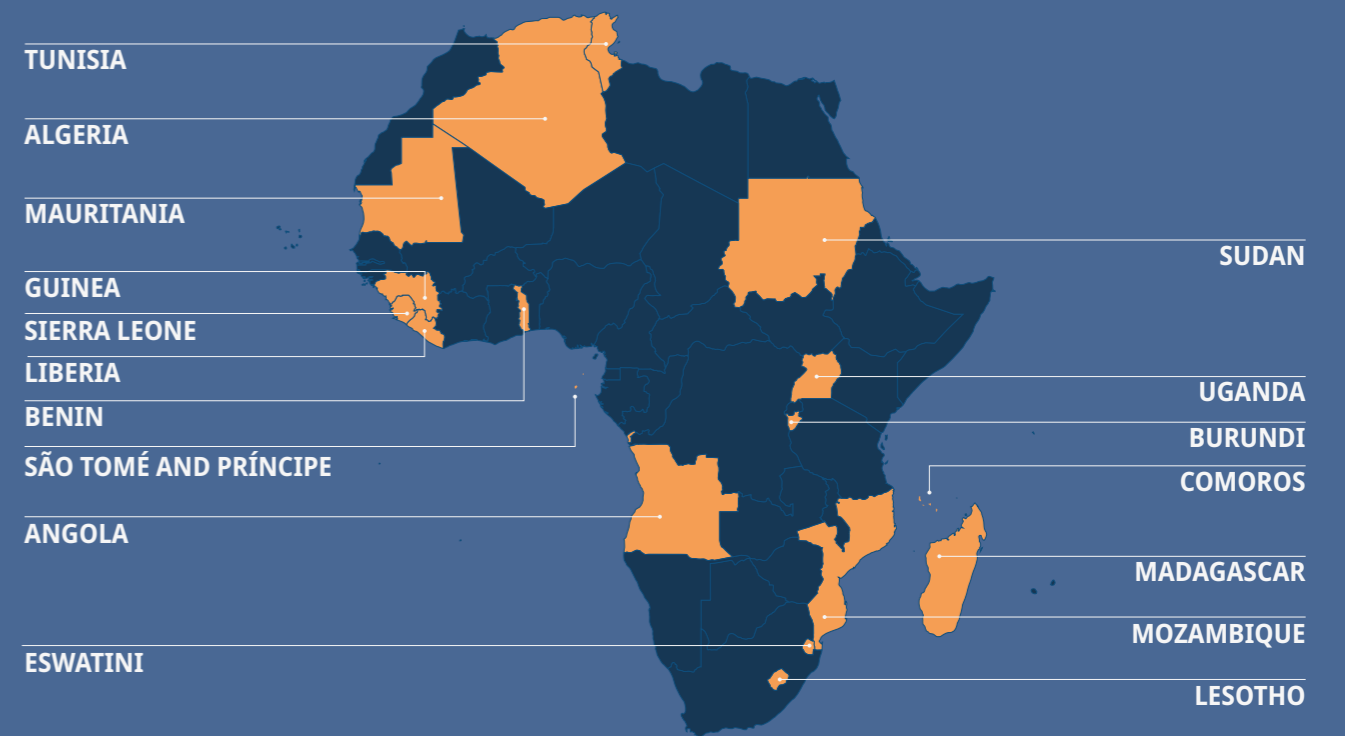 TUNISIA
ALGERIA
MAURITANIA
GUINEA
SIERRA LEONE
LIBERIA
BENIN
SÃO TOMÉ AND PRÍNCIPE
ANGOLA
ESWATINI
SUDAN
UGANDA
BURUNDI
COMOROS
MADAGASCAR
MOZAMBIQUE
LESOTHO